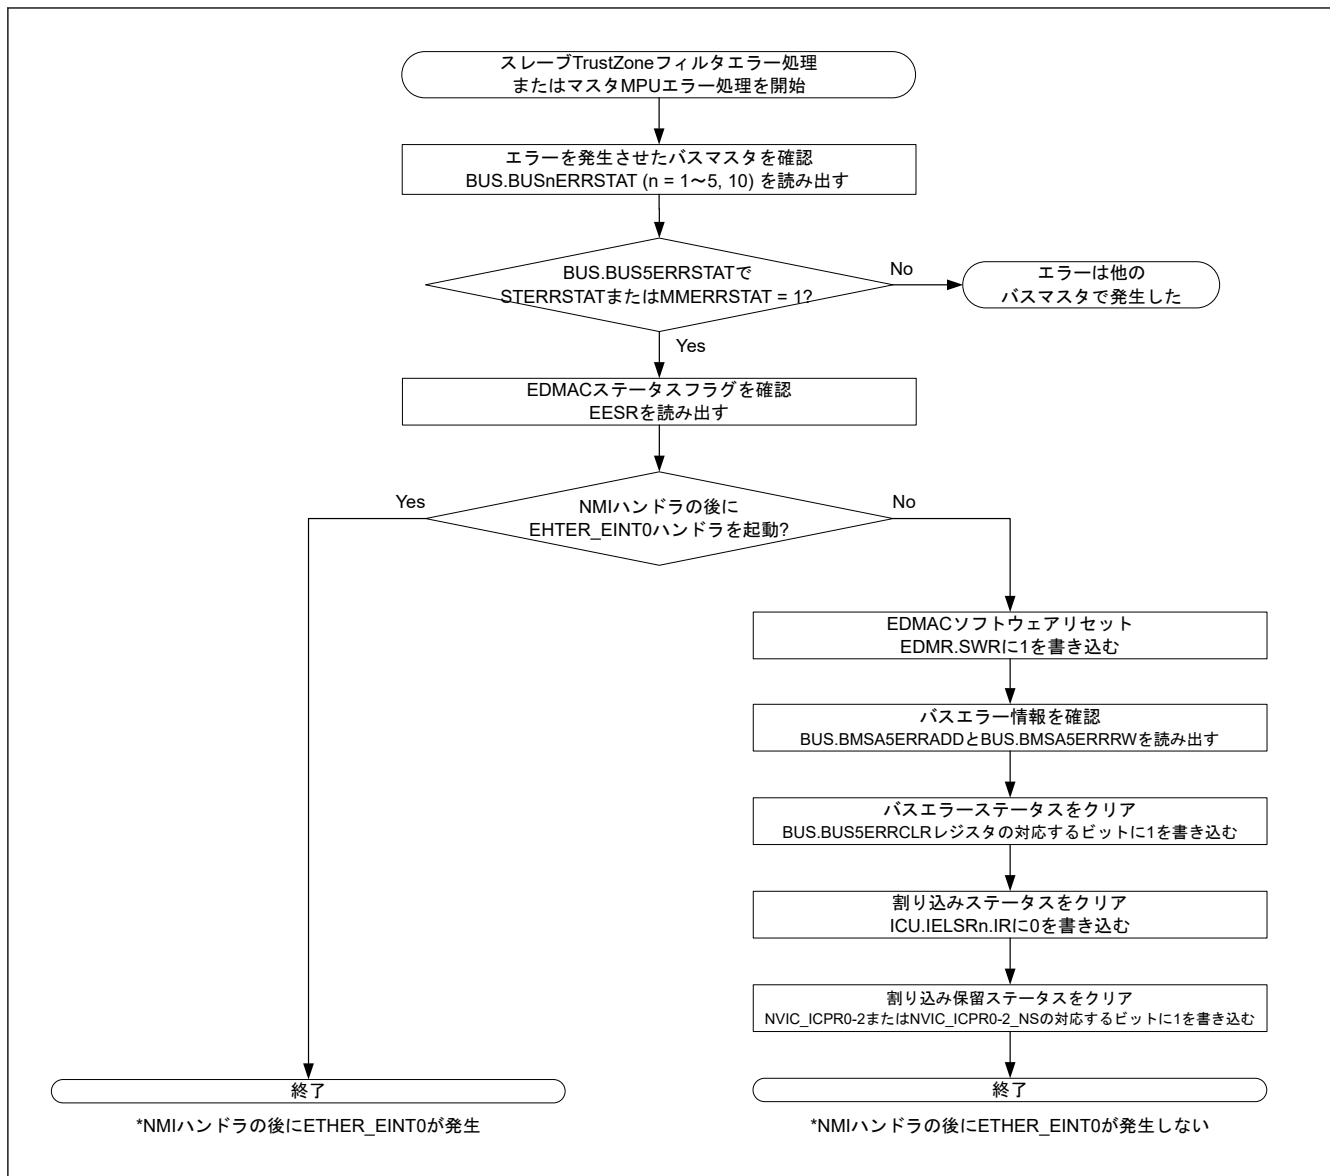 スレーブTrustZoneフィルタエラー処理
またはマスタMPUエラー処理を開始
エラーを発生させたバスマスタを確認
BUS.BUSnERRSTAT (n = 1～5, 10) を読み出す
BUS.BUS5ERRSTATで
STERRSTATまたはMMERRSTAT = 1?
No
エラーは他の
バスマスタで発生した
Yes
EDMACステータスフラグを確認
EESRを読み出す
Yes
NMIハンドラの後に
EHTER_EINT0ハンドラを起動?
No
EDMACソフトウェアリセット
EDMR.SWRに1を書き込む
バスエラー情報を確認
BUS.BMSA5ERRADDとBUS.BMSA5ERRRWを読み出す
バスエラーステータスをクリア
BUS.BUS5ERRCLRレジスタの対応するビットに1を書き込む
割り込みステータスをクリア
ICU.IELSRn.IRに0を書き込む
割り込み保留ステータスをクリア
NVIC_ICPR0-2またはNVIC_ICPR0-2_NSの対応するビットに1を書き込む
終了
*NMIハンドラの後にETHER_EINT0が発生
終了
*NMIハンドラの後にETHER_EINT0が発生しない